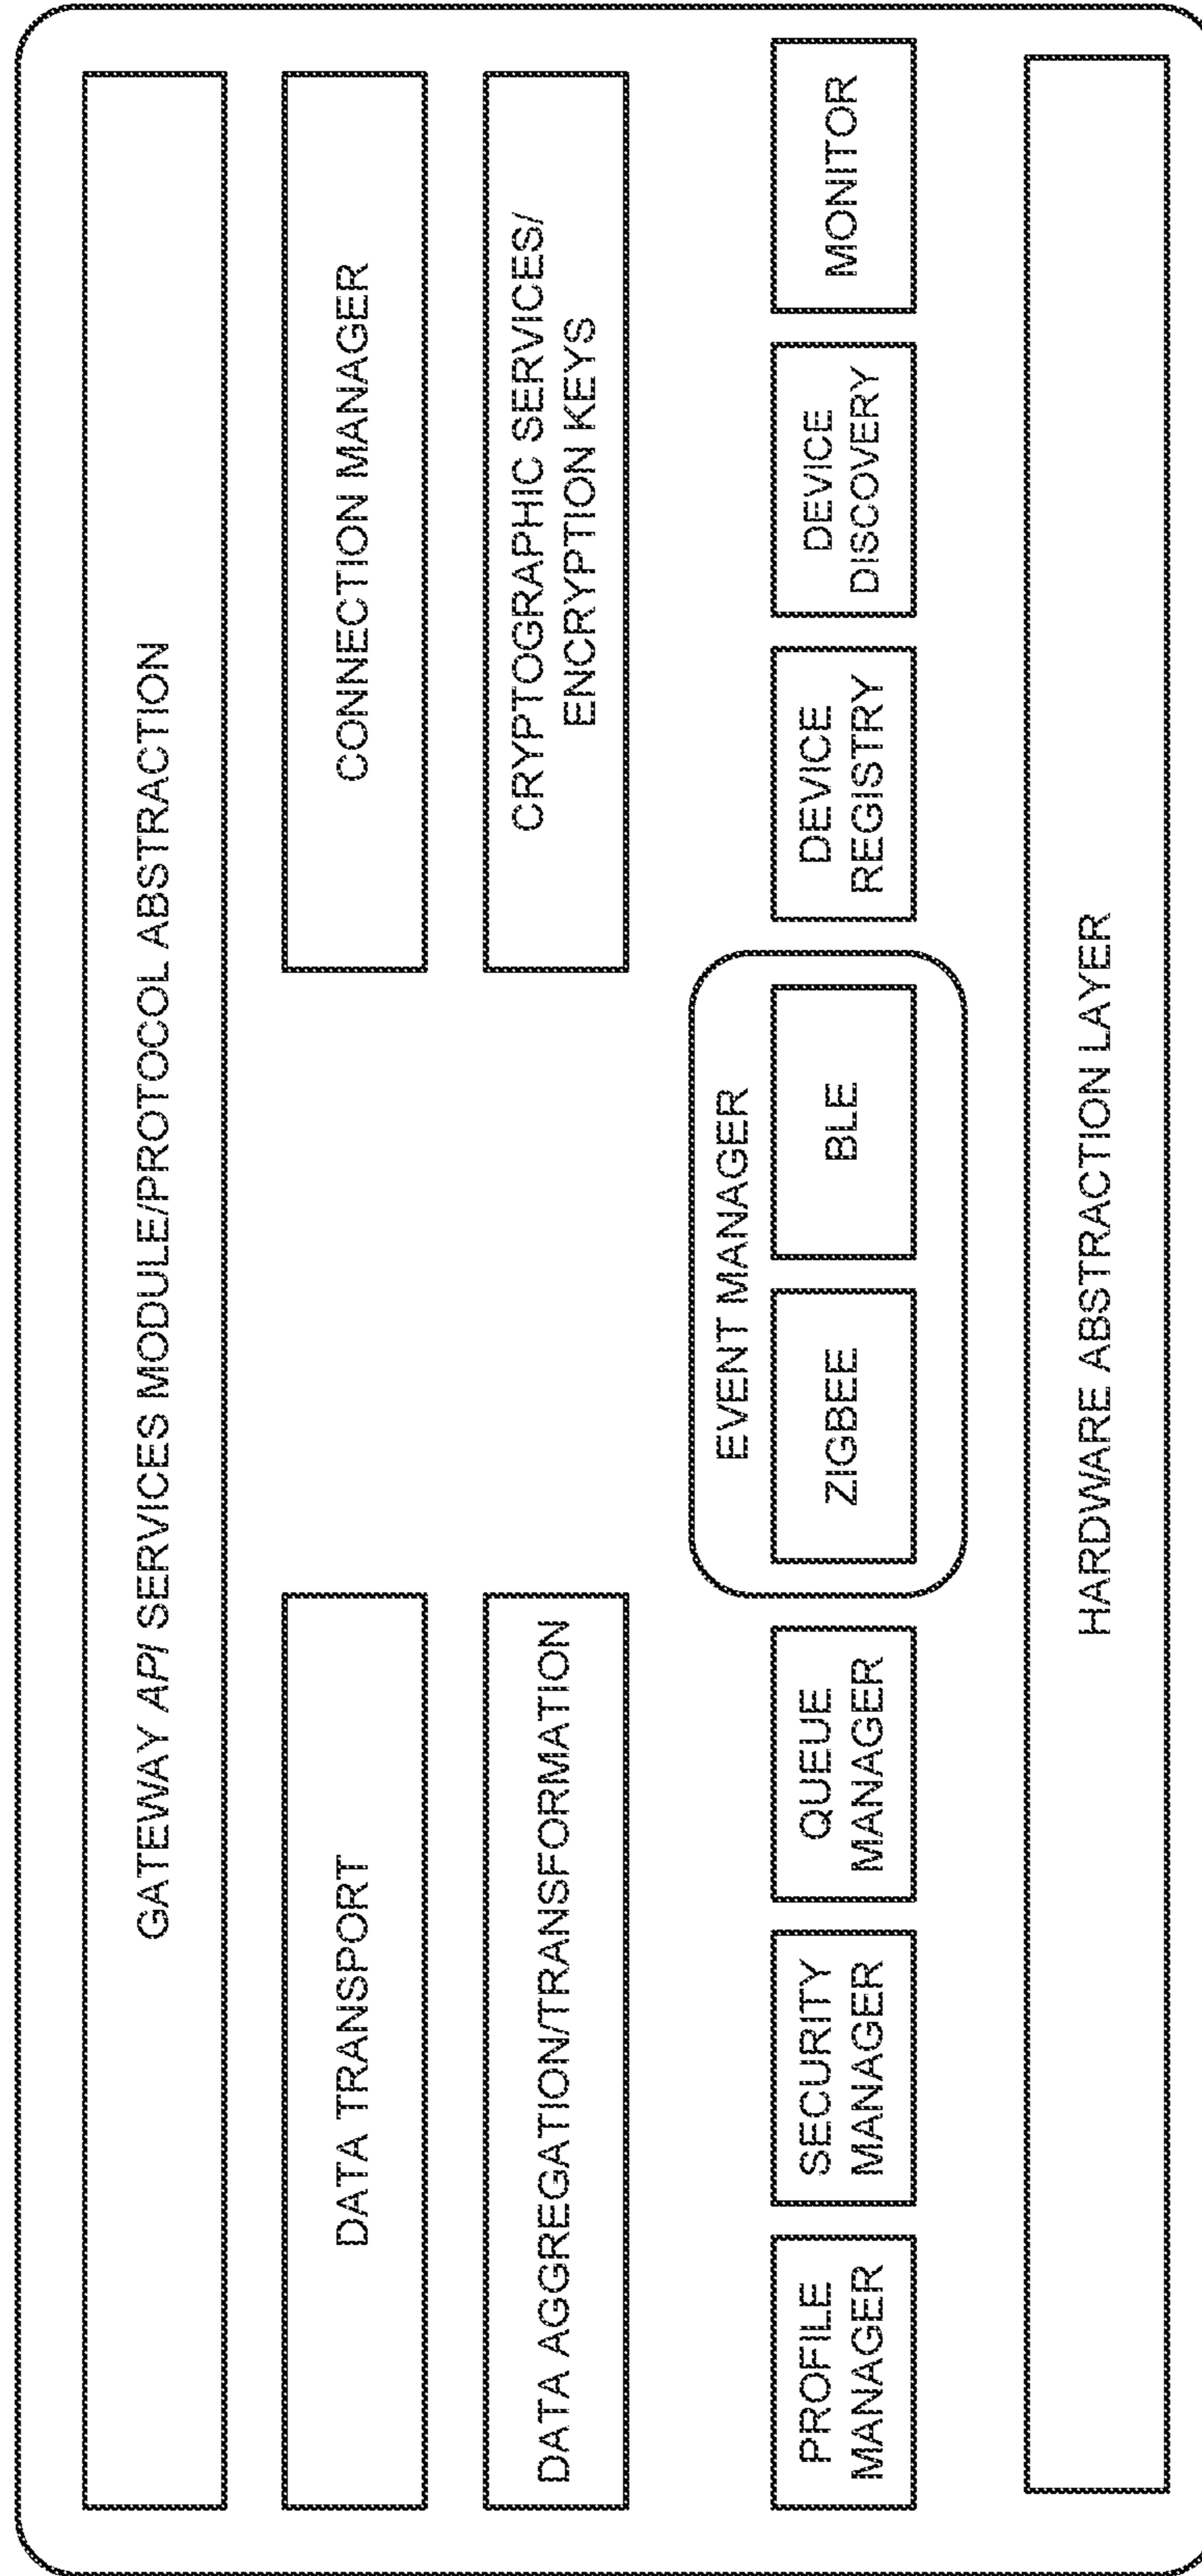 GATEWAY API SERVICES MODULE/PROTOCOL ABSTRACTION
DATA TRANSPORT
CONNECTION MANAGER
DATA AGGREGATION/TRANSFORMATION
CRYPTOGRAPHIC SERVICES/
ENCRYPTION KEYS
PROFILE
MANAGER
SECURITY
MANAGER
QUEUE
MANAGER
EVENT MANAGER
ZIGBEE
BLE
DEVICE
REGISTRY
DEVICE
DISCOVERY
MONITOR
HARDWARE ABSTRACTION LAYER